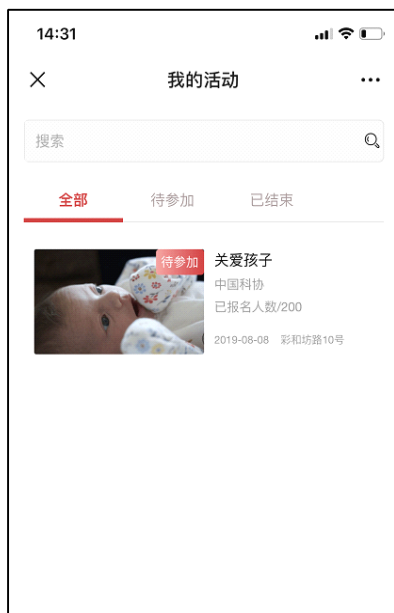 14:31
我的活动
搜索
全部 待参加 已结束
待参加
关爱孩子
中国科协
已报名人数/200
2019-08-08 彩和坊路10号